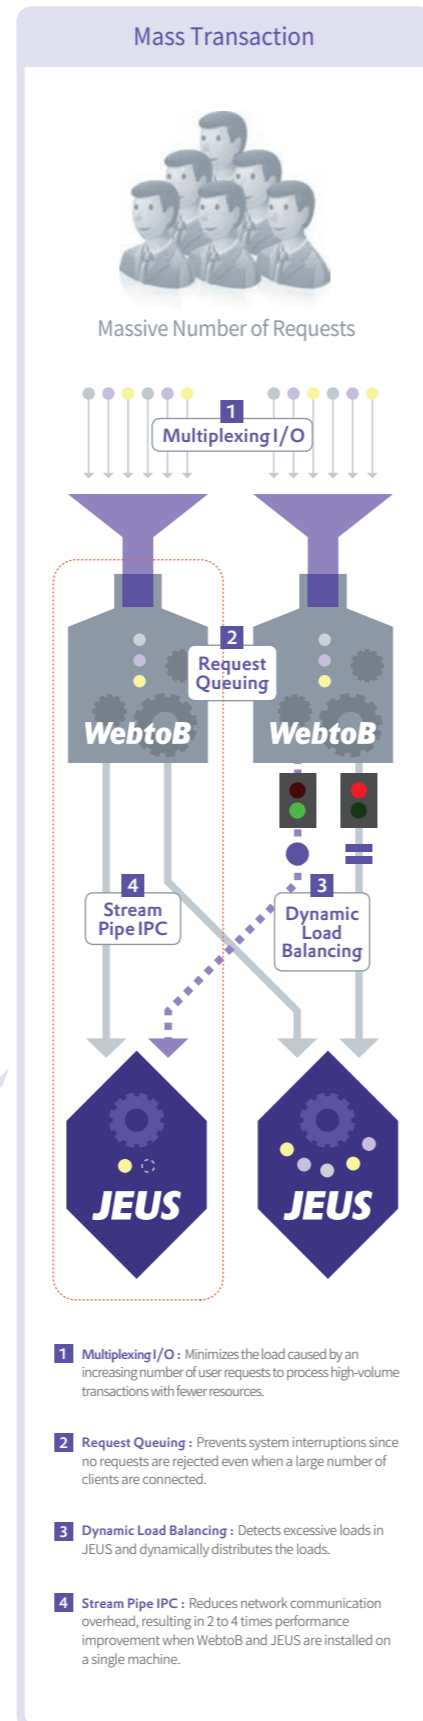 Mass Transaction
Massive Number of Requests
1
Multiplexing I/O
2
Request
Queuing
WebtoB
WebtoB
4
Stream
Pipe IPC
3
Dynamic
Load
Balancing
JEUS
JEUS
1 Multiplexing I/O : Minimizes the load caused by an
increasing number of user requests to process high-volume
transactions with fewer resources.
2 Request Queuing : Prevents system interruptions since
no requests are rejected even when a large number of
clients are connected.
3 Dynamic Load Balancing : Detects excessive loads in
JEUS and dynamically distributes the loads.
4 Stream Pipe IPC : Reduces network communication
overhead, resulting in 2 to 4 times performance
improvement when WebtoB and JEUS are installed on
a single machine.